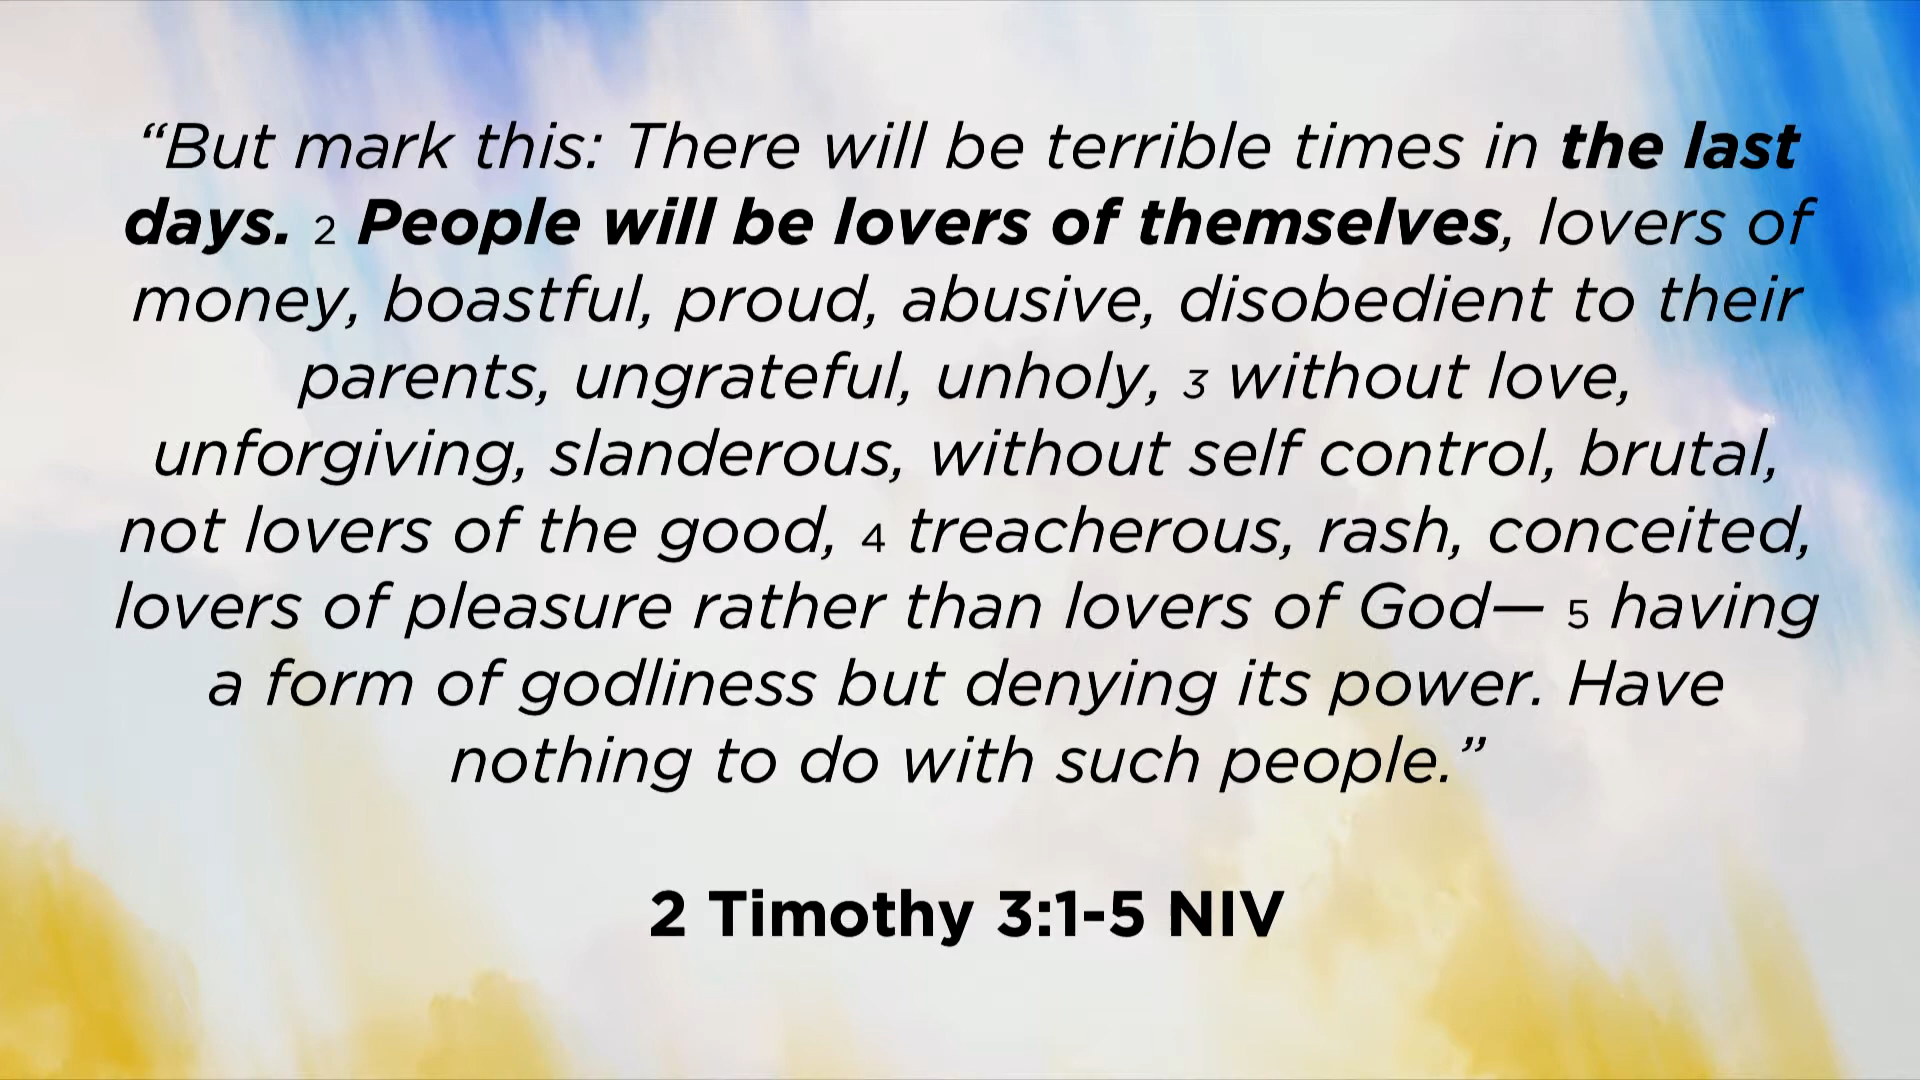 “But mark this: There will be terrible times in the last
days. 2 People will be lovers of themselves, lovers of
money, boastful, proud, abusive, disobedient to their
parents, ungrateful, unholy, 3 without love,
unforgiving, slanderous, without self control, brutal,
not lovers of the good, 4 treacherous, rash, conceited,
lovers of pleasure rather than lovers of God— 5 having
a form of godliness but denying its power. Have
nothing to do with such people.”
2 Timothy 3:1-5 NIV